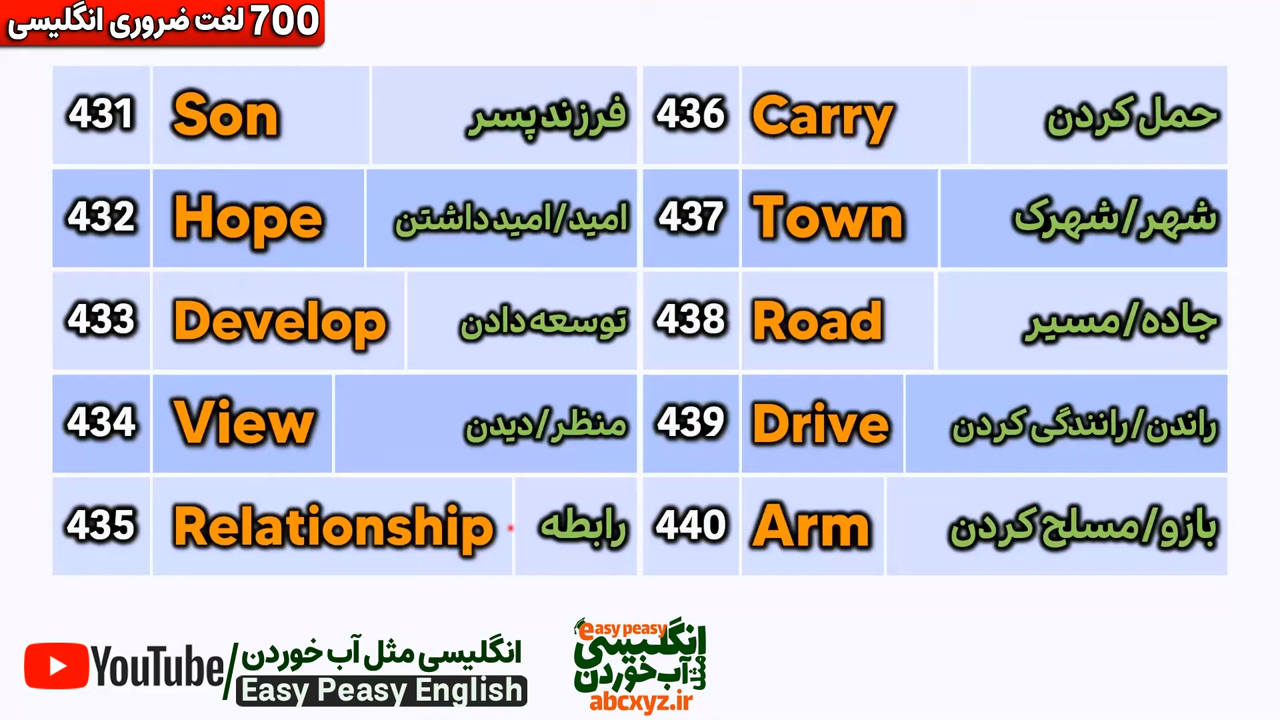 700 لغت ضروری انگلیسی
431 Son فرزند پسر
432 Hope امید/امید داشتن
433 Develop توسعه دادن
434 View منظر/دیدن
435 Relationship رابطه
436 Carry حمل کردن
437 Town شهر/شهرک
438 Road جاده/مسیر
439 Drive راندن/رانندگی کردن
440 Arm بازو/مسلح کردن
YouTube/انگلیسی مثل آب خوردن
Easy Peasy English
easy peasy
انگلیسی
مثل آب خوردن
abcxyz.ir